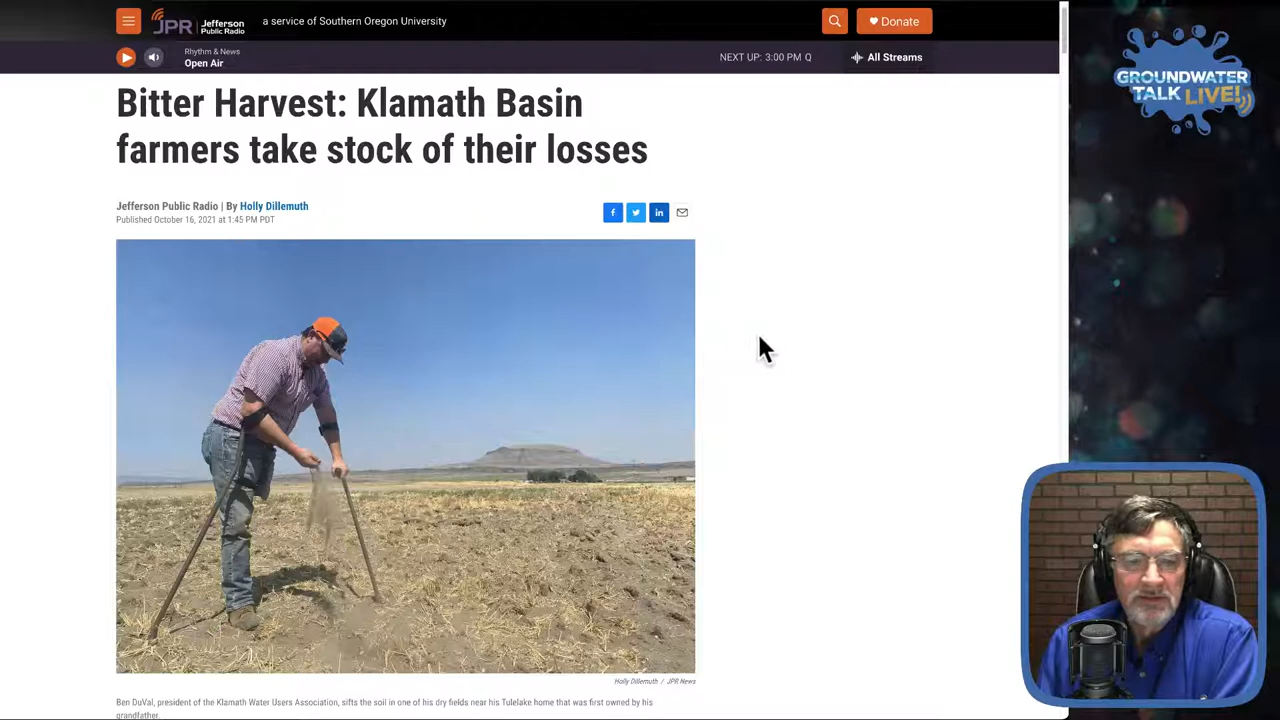 JPR
Jefferson
Public Radio
a service of Southern Oregon University
Donate
Rhythm & News
Open Air
NEXT UP: 3:00 PM Q
All Streams
GROUNDWATER
TALK LIVE!
Bitter Harvest: Klamath Basin
farmers take stock of their losses
Jefferson Public Radio | By Holly Dillemuth
Published October 16, 2021 at 1:45 PM PDT
Holly Dillemuth / JPR News
Ben DuVal, president of the Klamath Water Users Association, sifts the soil in one of his dry fields near his Tulelake home that was first owned by his
grandfather.